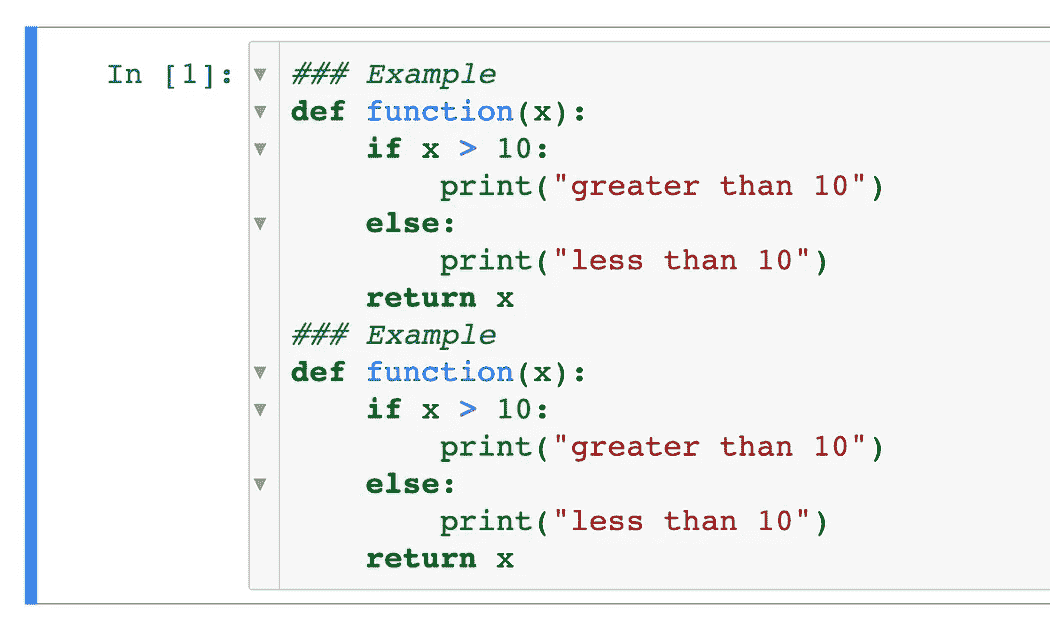 In [1]: ### Example
def function(x):
    if x > 10:
        print("greater than 10")
    else:
        print("less than 10")
    return x
### Example
def function(x):
    if x > 10:
        print("greater than 10")
    else:
        print("less than 10")
    return x